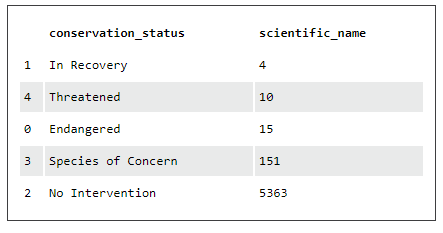 conservation_status scientific_name
1 In Recovery 4
4 Threatened 10
0 Endangered 15
3 Species of Concern 151
2 No Intervention 5363